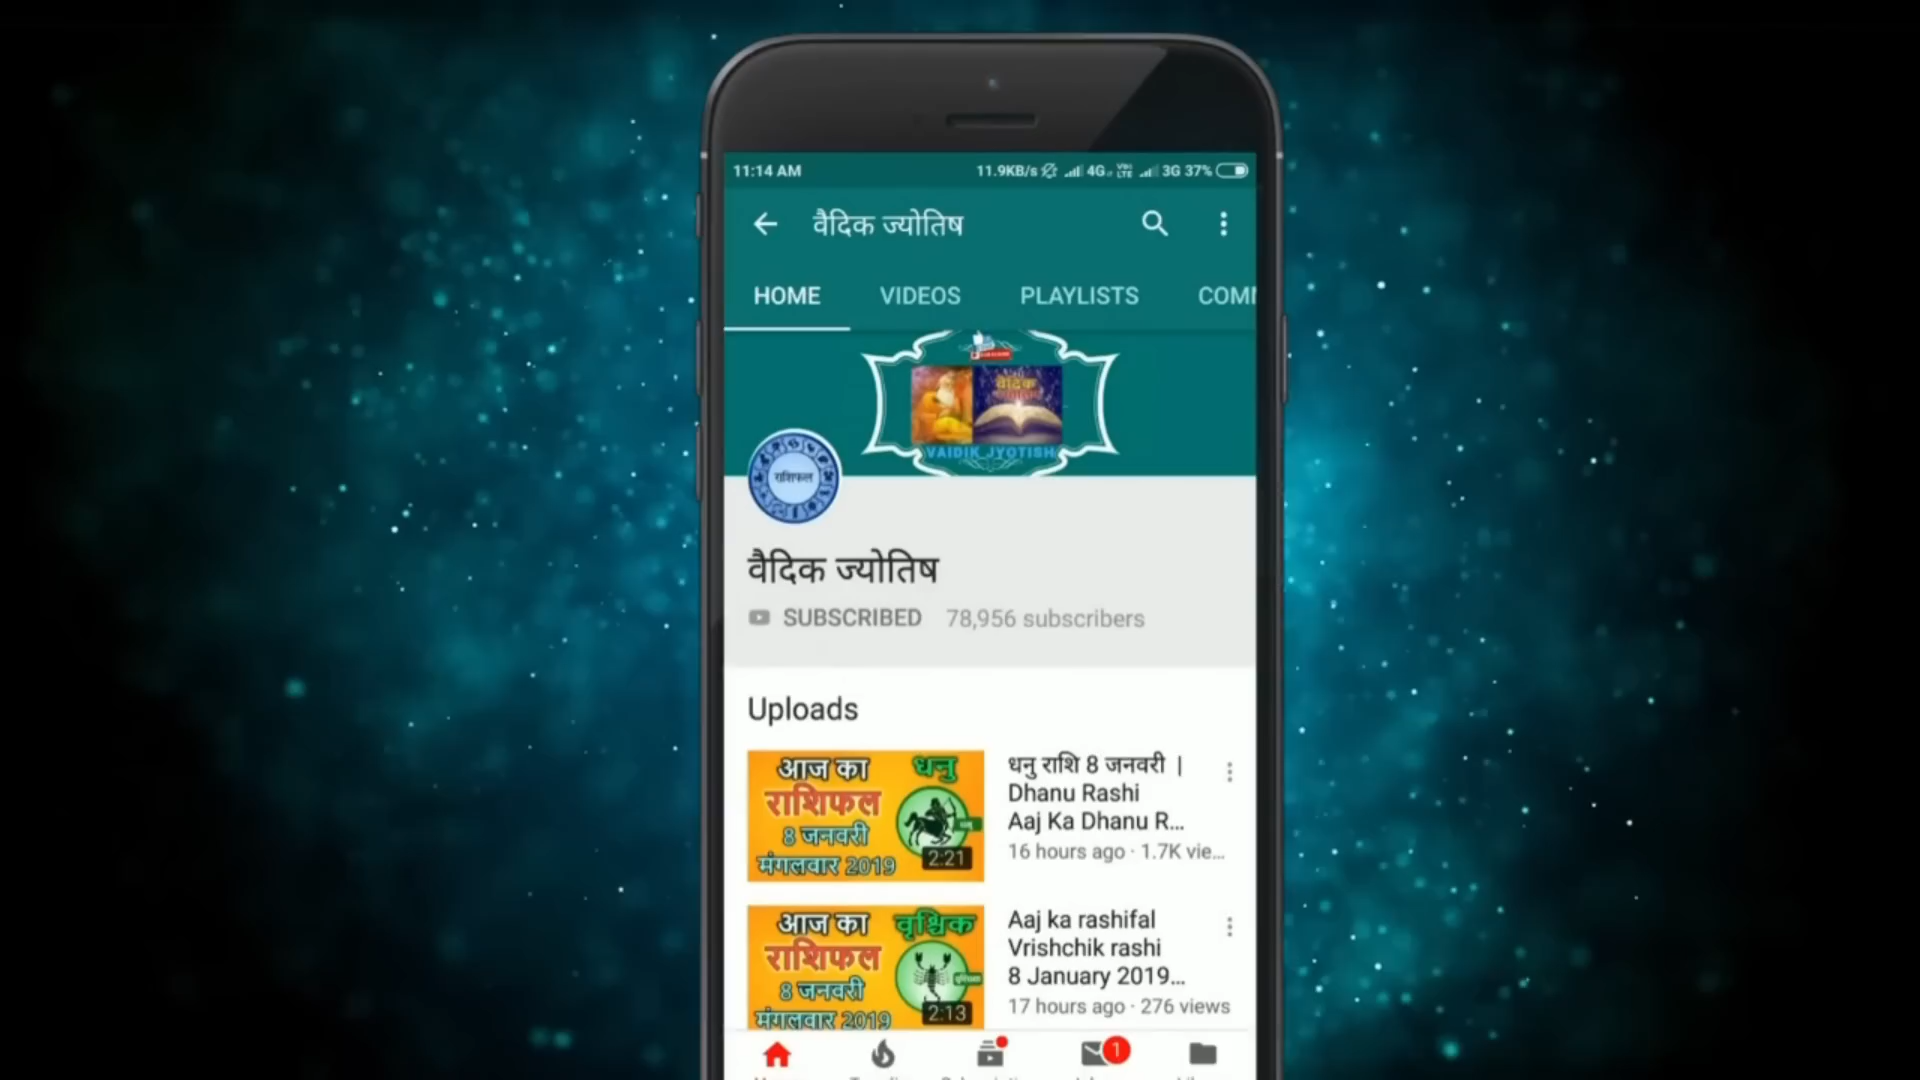 11:14 AM 11.9KB/s 4G VoLTE 3G 37%
वैदिक ज्योतिष
HOME VIDEOS PLAYLISTS COMM
वैदिक
VAIDIK JYOTISH
राशिफल
वैदिक ज्योतिष
SUBSCRIBED 78,956 subscribers
Uploads
आज का धनु
राशिफल
8 जनवरी
मंगलवार 2019
2:21
धनु राशि 8 जनवरी |
Dhanu Rashi
Aaj Ka Dhanu R...
16 hours ago · 1.7K vie...
आज का वृश्चिक
राशिफल
8 जनवरी
मंगलवार 2019
2:13
Aaj ka rashifal
Vrishchik rashi
8 January 2019...
17 hours ago · 276 views
1